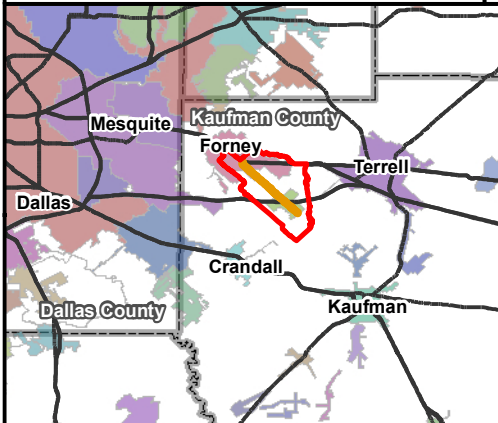 Mesquite
Kaufman County
Forney
Terrell
Dallas
Crandall
Dallas County
Kaufman